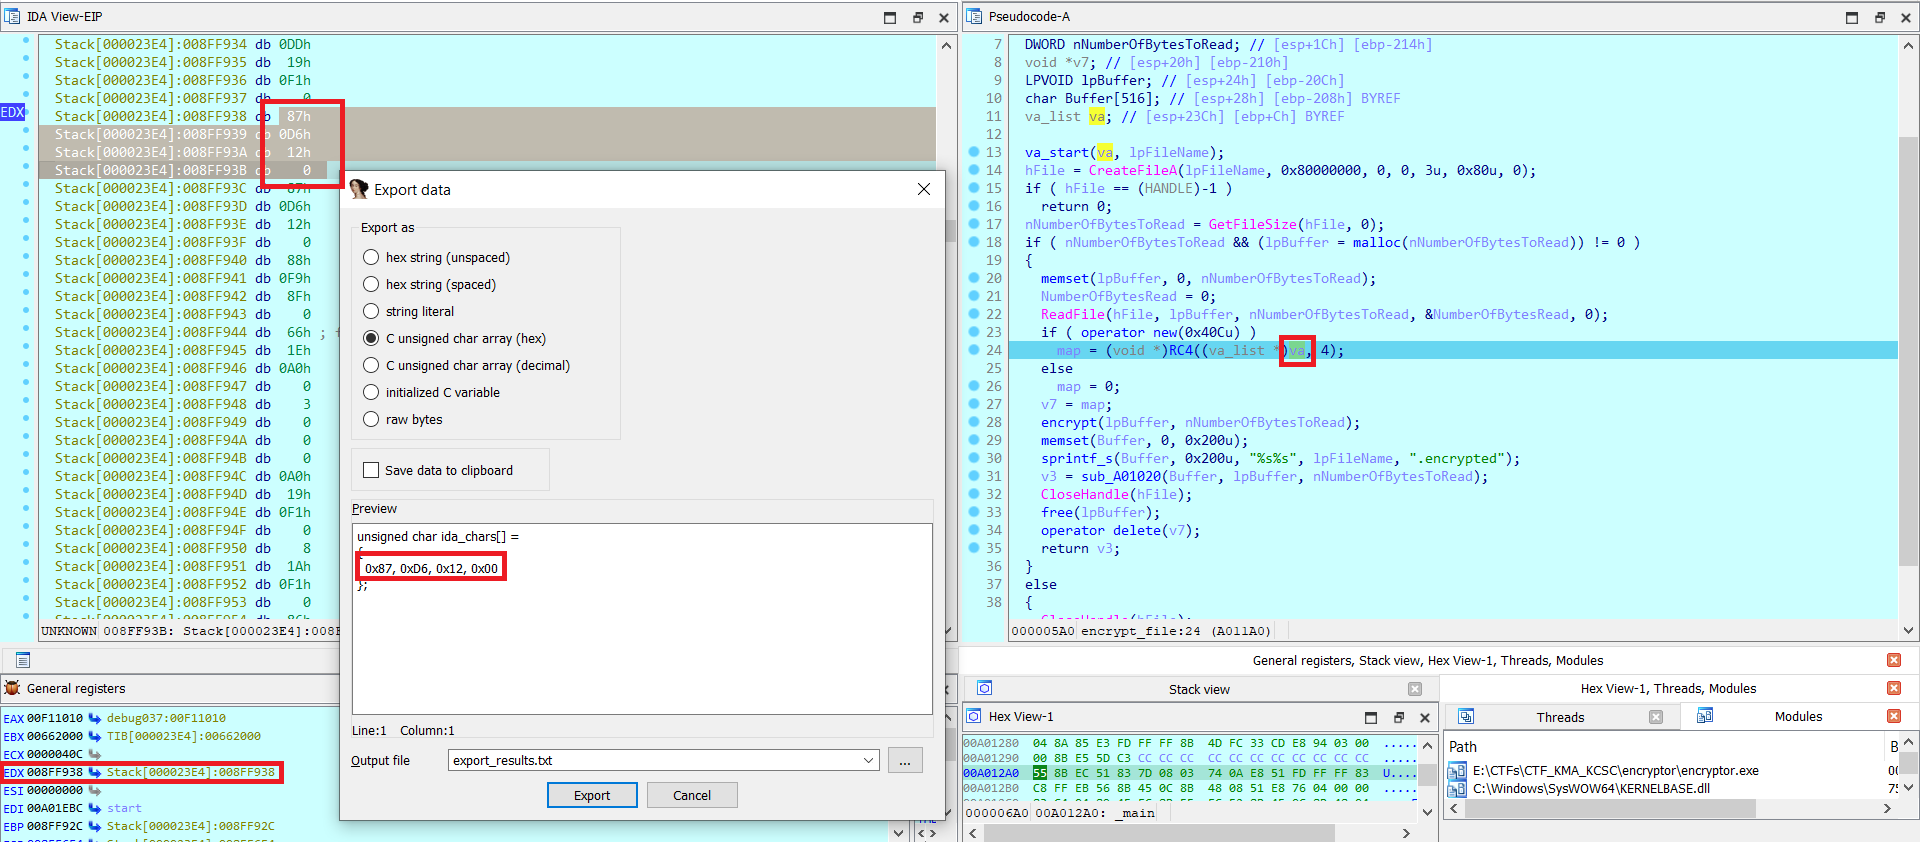 IDA View-EIP
Stack[000023E4]:008FF934 db 0DDh
Stack[000023E4]:008FF935 db 19h
Stack[000023E4]:008FF936 db 0F1h
Stack[000023E4]:008FF937 db 0
EDX
Stack[000023E4]:008FF938 db 87h
Stack[000023E4]:008FF939 db 0D6h
Stack[000023E4]:008FF93A db 12h
Stack[000023E4]:008FF93B db 0
Stack[000023E4]:008FF93C db 87h
Stack[000023E4]:008FF93D db 0D6h
Stack[000023E4]:008FF93E db 12h
Stack[000023E4]:008FF93F db 0
Stack[000023E4]:008FF940 db 88h
Stack[000023E4]:008FF941 db 0F9h
Stack[000023E4]:008FF942 db 8Fh
Stack[000023E4]:008FF943 db 0
Stack[000023E4]:008FF944 db 66h ;
Stack[000023E4]:008FF945 db 1Eh
Stack[000023E4]:008FF946 db 0A0h
Stack[000023E4]:008FF947 db 0
Stack[000023E4]:008FF948 db 3
Stack[000023E4]:008FF949 db 0
Stack[000023E4]:008FF94A db 0
Stack[000023E4]:008FF94B db 0
Stack[000023E4]:008FF94C db 0A0h
Stack[000023E4]:008FF94D db 19h
Stack[000023E4]:008FF94E db 0F1h
Stack[000023E4]:008FF94F db 0
Stack[000023E4]:008FF950 db 8
Stack[000023E4]:008FF951 db 1Ah
Stack[000023E4]:008FF952 db 0F1h
Stack[000023E4]:008FF953 db 0
UNKNOWN 008FF93B: Stack[000023E4]:008F
Export data
Export as
hex string (unspaced)
hex string (spaced)
string literal
C unsigned char array (hex)
C unsigned char array (decimal)
initialized C variable
raw bytes
Save data to clipboard
Preview
unsigned char ida_chars[] =
{
0x87, 0xD6, 0x12, 0x00
};
Line:1 Column:1
Output file export_results.txt ...
Export Cancel
Pseudocode-A
7 DWORD nNumberOfBytesToRead; // [esp+1Ch] [ebp-214h]
8 void *v7; // [esp+20h] [ebp-210h]
9 LPVOID lpBuffer; // [esp+24h] [ebp-20Ch]
10 char Buffer[516]; // [esp+28h] [ebp-208h] BYREF
11 va_list va; // [esp+23Ch] [ebp+Ch] BYREF
12
13 va_start(va, lpFileName);
14 hFile = CreateFileA(lpFileName, 0x80000000, 0, 0, 3u, 0x80u, 0);
15 if ( hFile == (HANDLE)-1 )
16 return 0;
17 nNumberOfBytesToRead = GetFileSize(hFile, 0);
18 if ( nNumberOfBytesToRead && (lpBuffer = malloc(nNumberOfBytesToRead)) != 0 )
19 {
20 memset(lpBuffer, 0, nNumberOfBytesToRead);
21 NumberOfBytesRead = 0;
22 ReadFile(hFile, lpBuffer, nNumberOfBytesToRead, &NumberOfBytesRead, 0);
23 if ( operator new(0x40Cu) )
24 map = (void *)RC4((va_list *)va, 4);
25 else
26 map = 0;
27 v7 = map;
28 encrypt(lpBuffer, nNumberOfBytesToRead);
29 memset(Buffer, 0, 0x200u);
30 sprintf_s(Buffer, 0x200u, "%s%s", lpFileName, ".encrypted");
31 v3 = sub_A01020(Buffer, lpBuffer, nNumberOfBytesToRead);
32 CloseHandle(hFile);
33 free(lpBuffer);
34 operator delete(v7);
35 return v3;
36 }
37 else
38 {
000005A0 encrypt_file:24 (A011A0)
General registers
EAX 00F11010 debug037:00F11010
EBX 00662000 TIB[000023E4]:00662000
ECX 0000040C
EDX 008FF938 Stack[000023E4]:008FF938
ESI 00000000
EDI 00A01EBC start
EBP 008FF92C Stack[000023E4]:008FF92C
General registers, Stack view, Hex View-1, Threads, Modules
Stack view
Hex View-1
00A01280 04 8A 85 E3 FD FF FF 8B 4D FC 33 CD E8 94 03 00 .....
00A01290 00 8B E5 5D C3 CC CC CC CC CC CC CC CC CC CC CC .....
00A012A0 55 8B EC 51 83 7D 08 03 74 0A E8 51 FD FF FF 83 U....
00A012B0 C8 FF EB 56 8B 45 0C 8B 48 08 51 E8 76 04 00 00 .....
000006A0 00A012A0: _main
Hex View-1, Threads, Modules
Threads
Modules
Path
E:\CTFs\CTF_KMA_KCSC\encryptor\encryptor.exe 00
C:\Windows\SysWOW64\KERNELBASE.dll 75